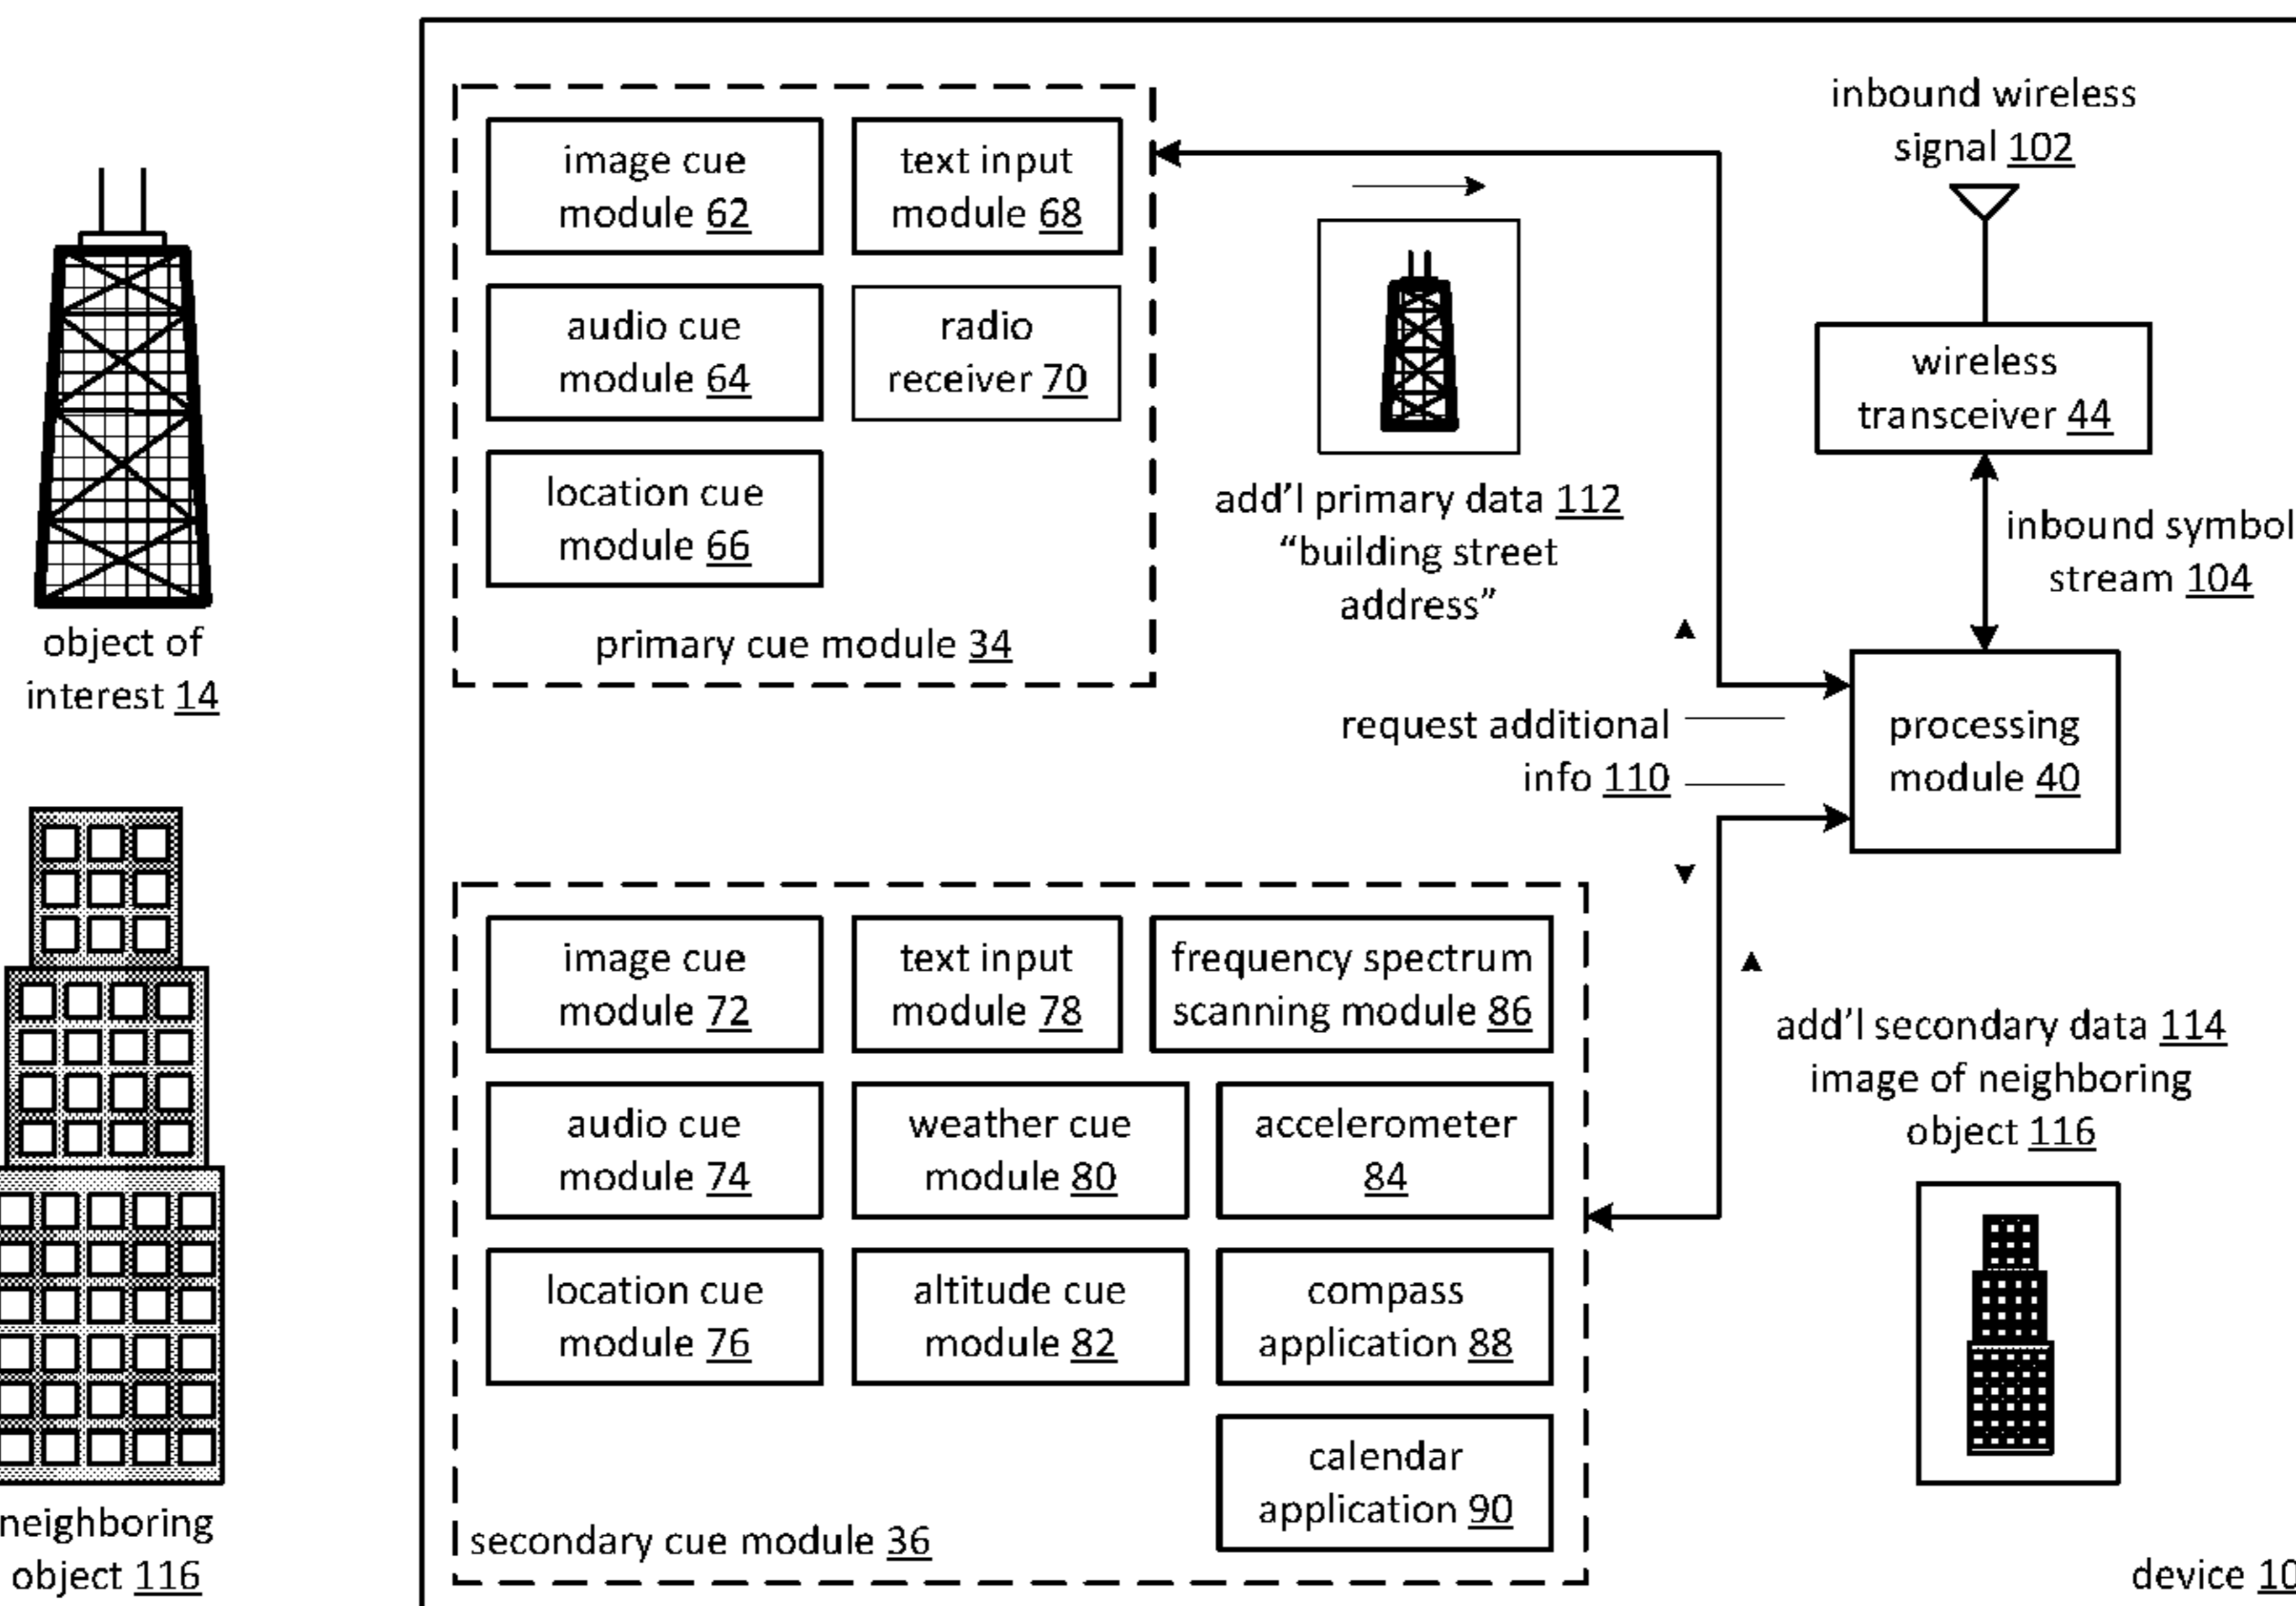 object of
interest 14
neighboring
object 116
image cue
module 62
text input
module 68
audio cue
module 64
radio
receiver 70
location cue
module 66
primary cue module 34
add'l primary data 112
“building street
address”
inbound wireless
signal 102
wireless
transceiver 44
inbound symbol
stream 104
request additional
info 110
processing
module 40
image cue
module 72
text input
module 78
frequency spectrum
scanning module 86
audio cue
module 74
weather cue
module 80
accelerometer
84
location cue
module 76
altitude cue
module 82
compass
application 88
calendar
application 90
secondary cue module 36
add'l secondary data 114
image of neighboring
object 116
device 10